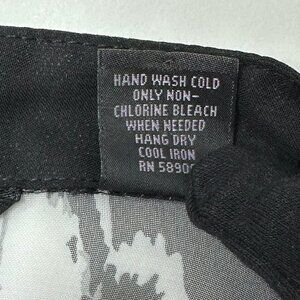 HAND WASH COLD
ONLY NON-
CHLORINE BLEACH
WHEN NEEDED
HANG DRY
COOL IRON
RN 5890